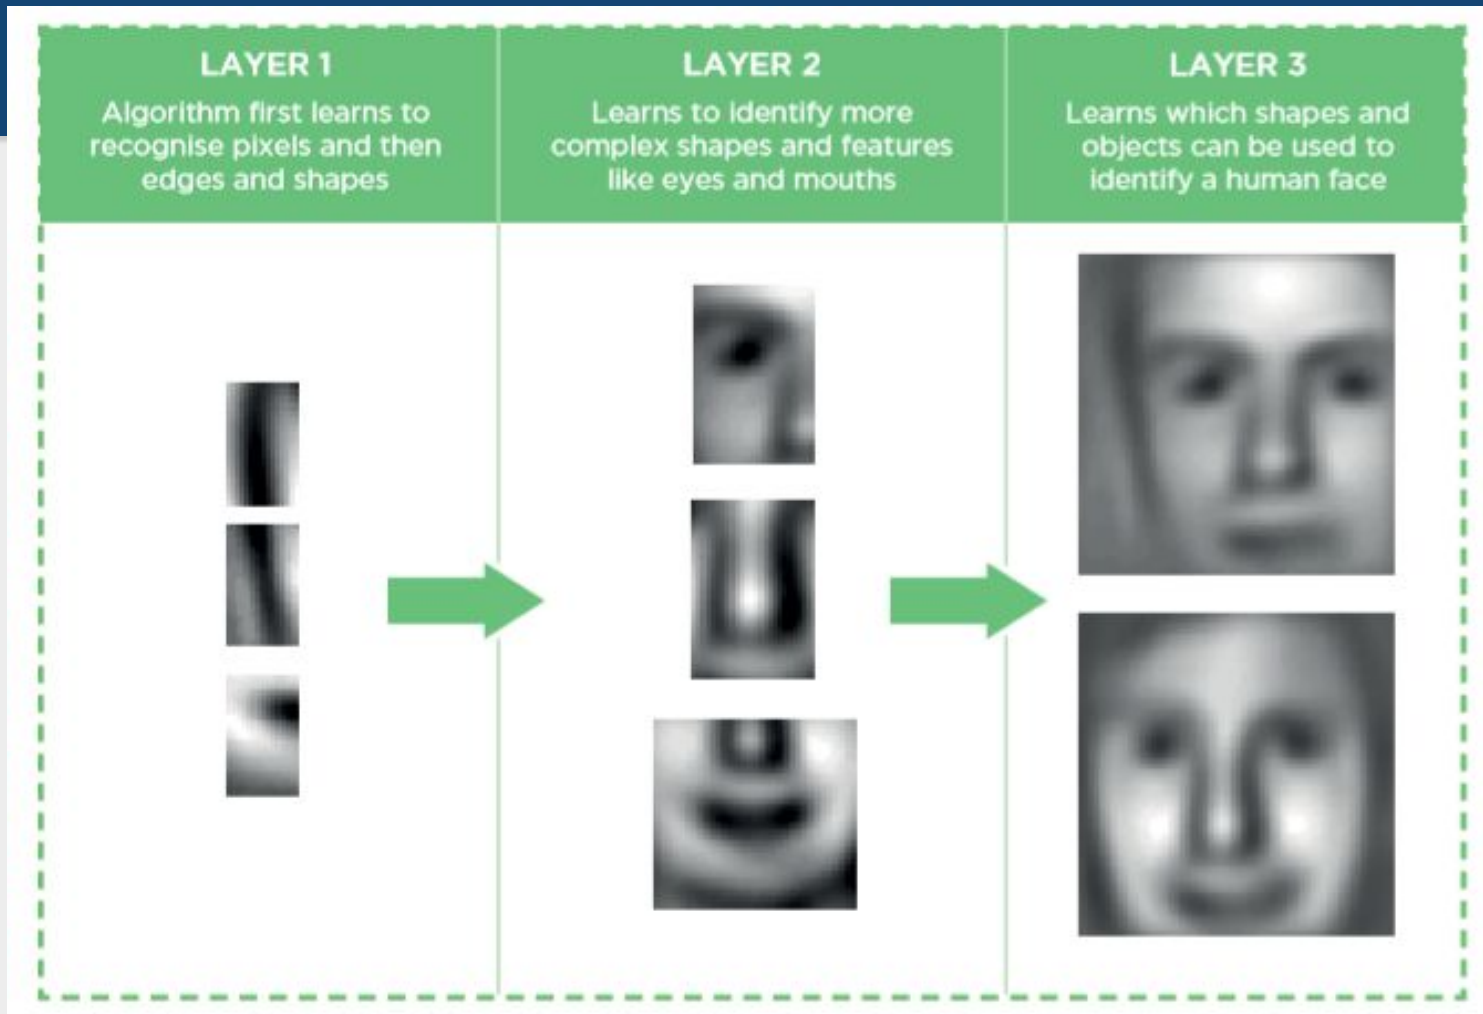 LAYER 1
Algorithm first learns to
recognise pixels and then
edges and shapes
LAYER 2
Learns to identify more
complex shapes and features
like eyes and mouths
LAYER 3
Learns which shapes and
objects can be used to
identify a human face